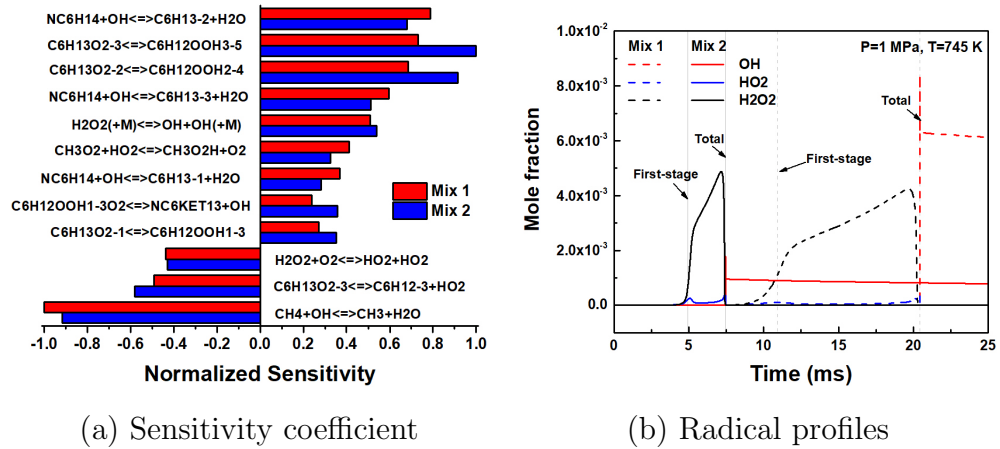 NC6H14+OH<=>C6H13-2+H2O
C6H13O2-3<=>C6H12OOH3-5
C6H13O2-2<=>C6H12OOH2-4
NC6H14+OH<=>C6H13-3+H2O
H2O2(+M)<=>OH+OH(+M)
CH3O2+HO2<=>CH3O2H+O2
NC6H14+OH<=>C6H13-1+H2O
C6H12OOH1-3O2<=>NC6KET13+OH
C6H13O2-1<=>C6H12OOH1-3
Mix 1
Mix 2
H2O2+O2<=>HO2+HO2
C6H13O2-3<=>C6H12-3+HO2
CH4+OH<=>CH3+H2O
-1.0 -0.8 -0.6 -0.4 -0.2 0.0 0.2 0.4 0.6 0.8 1.0
Normalized Sensitivity
(a) Sensitivity coefficient
Mole fraction
1.0x10-2
8.0x10-3
6.0x10-3
4.0x10-3
2.0x10-3
0.0
Mix 1 Mix 2
OH
HO2
H2O2
P=1 MPa, T=745 K
Total
Total
First-stage
First-stage
0 5 10 15 20 25
Time (ms)
(b) Radical profiles